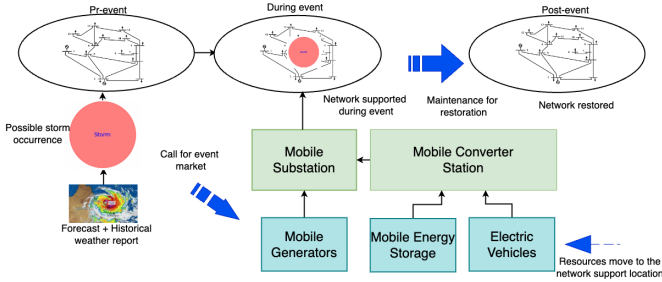 Pr-event
During event
Post-event
Storm
Possible storm
occurrence
Network supported
during event
Maintenance for
restoration
Network restored
Call for event
market
Mobile
Substation
Mobile Converter
Station
Forecast + Historical
weather report
Mobile
Generators
Mobile Energy
Storage
Electric
Vehicles
Resources move to the
network support location